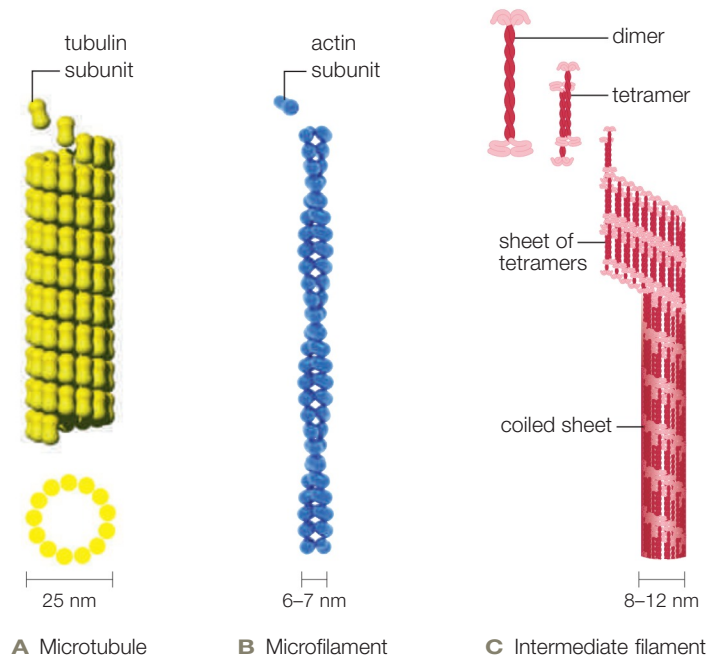 tubulin
subunit
25 nm
A Microtubule
actin
subunit
6–7 nm
B Microfilament
dimer
tetramer
sheet of
tetramers
coiled sheet
8–12 nm
C Intermediate filament